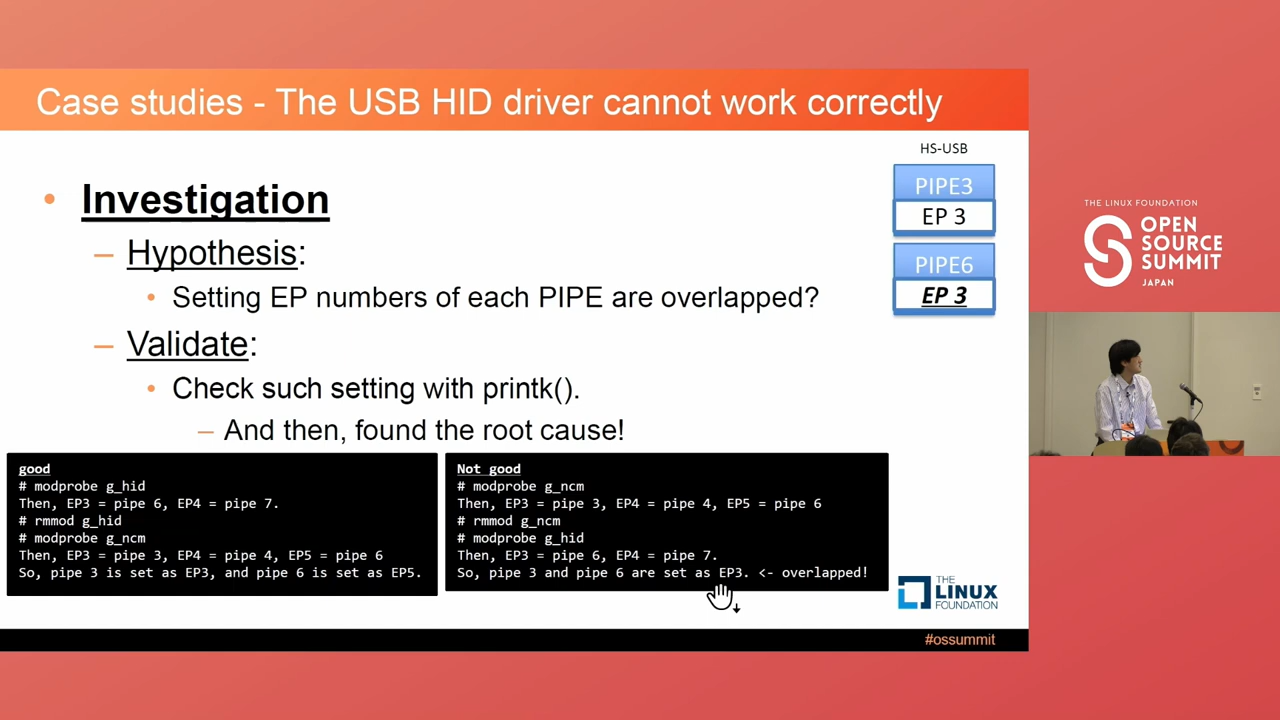 Case studies - The USB HID driver cannot work correctly
HS-USB
PIPE3
EP 3
PIPE6
EP 3
• Investigation
– Hypothesis:
• Setting EP numbers of each PIPE are overlapped?
– Validate:
• Check such setting with printk().
– And then, found the root cause!
good
# modprobe g_hid
Then, EP3 = pipe 6, EP4 = pipe 7.
# rmmod g_hid
# modprobe g_ncm
Then, EP3 = pipe 3, EP4 = pipe 4, EP5 = pipe 6
So, pipe 3 is set as EP3, and pipe 6 is set as EP5.
Not good
# modprobe g_ncm
Then, EP3 = pipe 3, EP4 = pipe 4, EP5 = pipe 6
# rmmod g_ncm
# modprobe g_hid
Then, EP3 = pipe 6, EP4 = pipe 7.
So, pipe 3 and pipe 6 are set as EP3. <- overlapped!
THE
LINUX
FOUNDATION
#ossummit
THE LINUX FOUNDATION
OPEN
SOURCE
SUMMIT
JAPAN